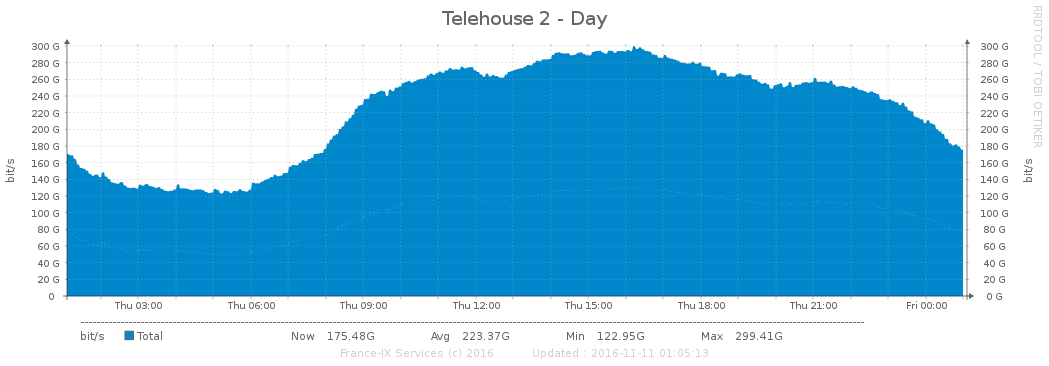 Telehouse 2 - Day
RRDTOOL / TOBI OETIKER
bit/s
300 G
280 G
260 G
240 G
220 G
200 G
180 G
160 G
140 G
120 G
100 G
80 G
60 G
40 G
20 G
0
300 G
280 G
260 G
240 G
220 G
200 G
180 G
160 G
140 G
120 G
100 G
80 G
60 G
40 G
20 G
0 G
bit/s
Thu 03:00 Thu 06:00 Thu 09:00 Thu 12:00 Thu 15:00 Thu 18:00 Thu 21:00 Fri 00:00
bit/s Total Now 175.48G Avg 223.37G Min 122.95G Max 299.41G
France-IX Services (c) 2016 Updated : 2016-11-11 01:05:13